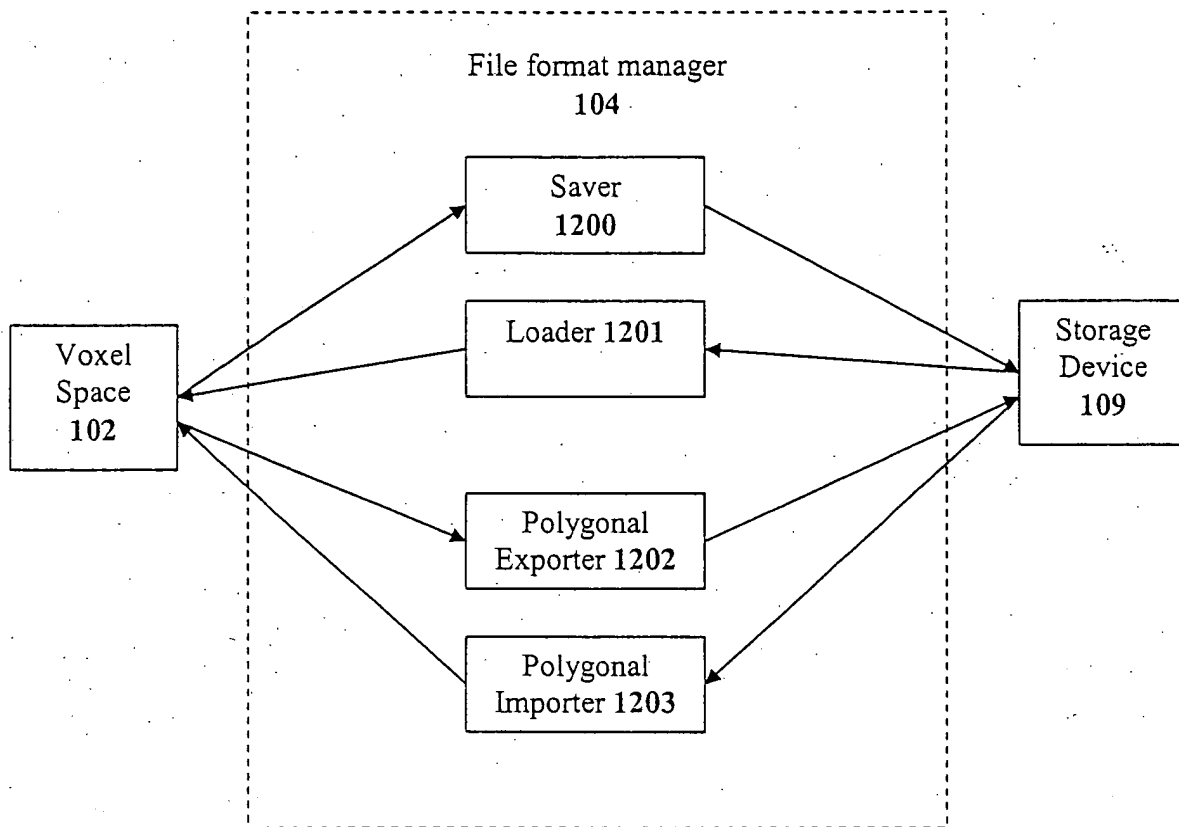 File format manager
104
Saver
1200
Loader 1201
Voxel
Space
102
Storage
Device
109
Polygonal
Exporter 1202
Polygonal
Importer 1203